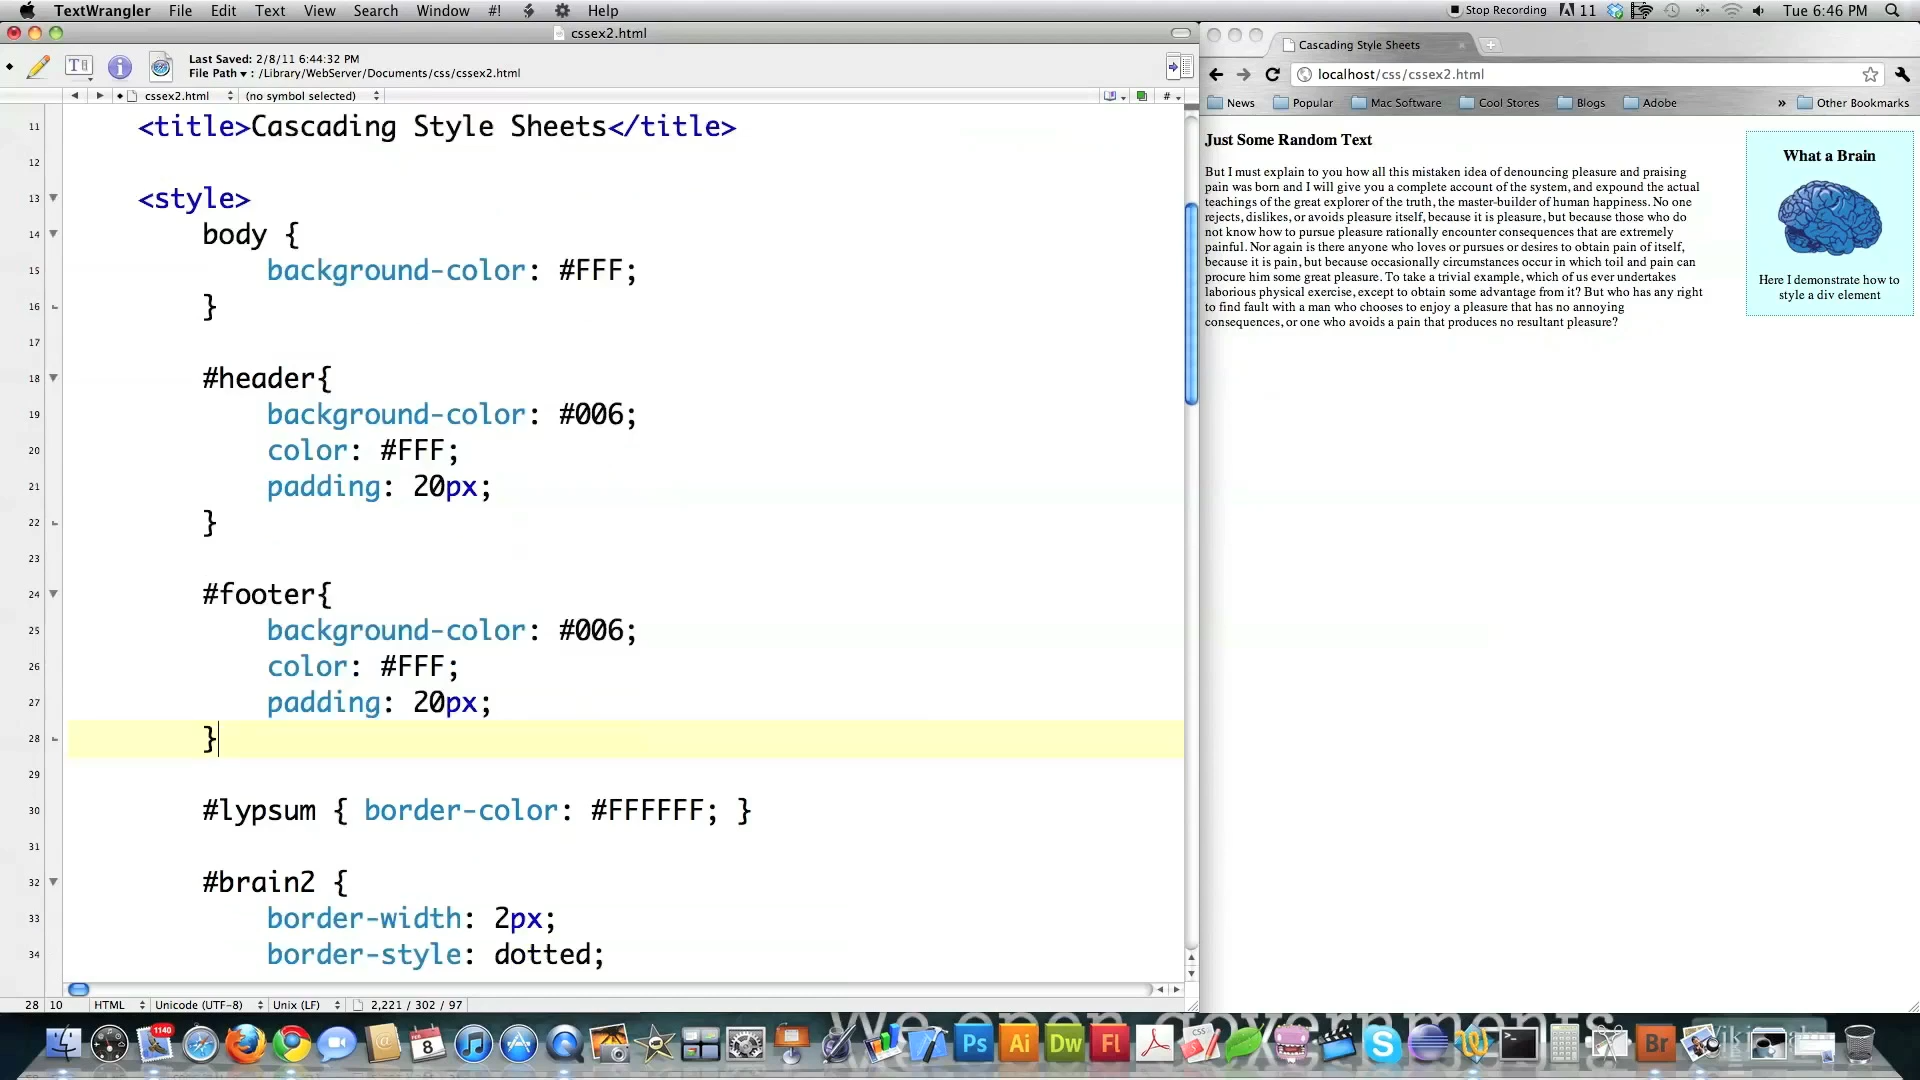 TextWrangler File Edit Text View Search Window #! Help
Stop Recording 11 Tue 6:46 PM
cssex2.html
Last Saved: 2/8/11 6:44:32 PM
File Path ▾ : /Library/WebServer/Documents/css/cssex2.html
cssex2.html (no symbol selected) #
11 <title>Cascading Style Sheets</title>
12
13 <style>
14 body {
15 background-color: #FFF;
16 }
17
18 #header{
19 background-color: #006;
20 color: #FFF;
21 padding: 20px;
22 }
23
24 #footer{
25 background-color: #006;
26 color: #FFF;
27 padding: 20px;
28 }
29
30 #lypsum { border-color: #FFFFFF; }
31
32 #brain2 {
33 border-width: 2px;
34 border-style: dotted;
28 10 HTML Unicode (UTF-8) Unix (LF) 2,221 / 302 / 97
Cascading Style Sheets
localhost/css/cssex2.html
News Popular Mac Software Cool Stores Blogs Adobe » Other Bookmarks
Just Some Random Text
But I must explain to you how all this mistaken idea of denouncing pleasure and praising
pain was born and I will give you a complete account of the system, and expound the actual
teachings of the great explorer of the truth, the master-builder of human happiness. No one
rejects, dislikes, or avoids pleasure itself, because it is pleasure, but because those who do
not know how to pursue pleasure rationally encounter consequences that are extremely
painful. Nor again is there anyone who loves or pursues or desires to obtain pain of itself,
because it is pain, but because occasionally circumstances occur in which toil and pain can
procure him some great pleasure. To take a trivial example, which of us ever undertakes
laborious physical exercise, except to obtain some advantage from it? But who has any right
to find fault with a man who chooses to enjoy a pleasure that has no annoying
consequences, or one who avoids a pain that produces no resultant pleasure?
What a Brain
Here I demonstrate how to
style a div element
We open governments.
1140
8
Ps Ai Dw Fl
Br